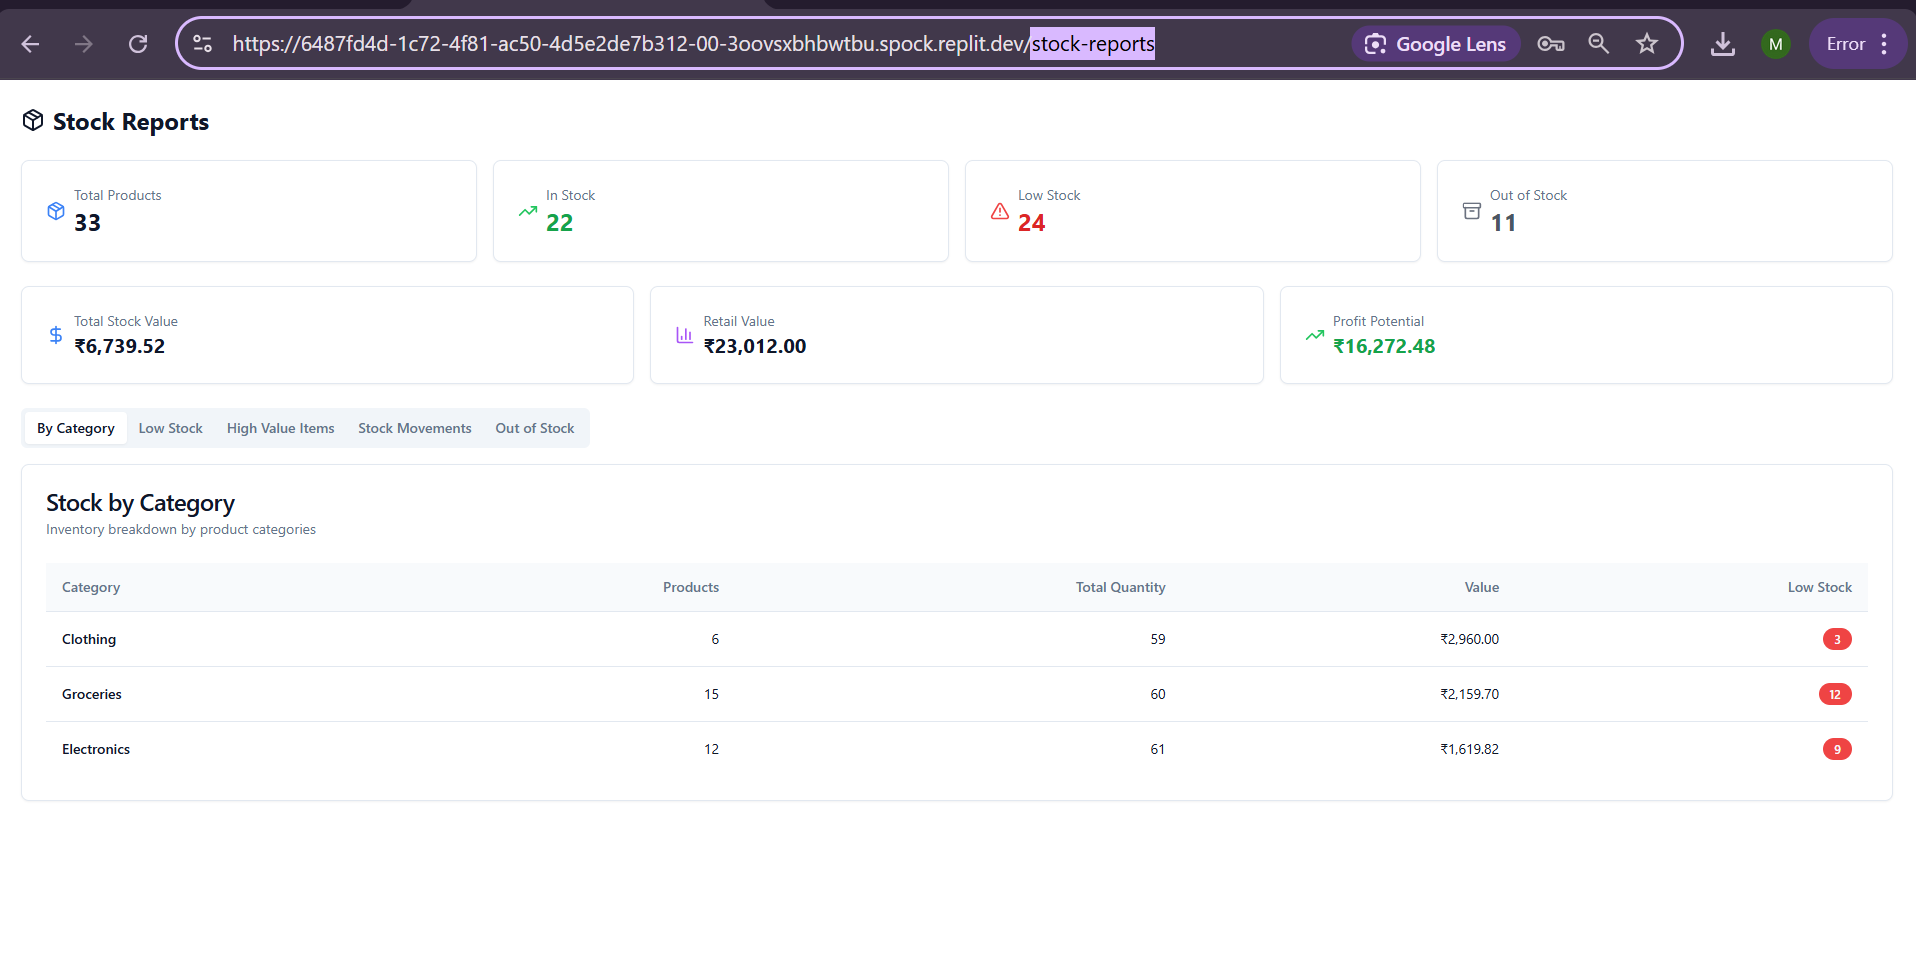 https://6487fd4d-1c72-4f81-ac50-4d5e2de7b312-00-3oovsxbhbwtbu.spock.replit.dev/stock-reports Google Lens M Error
Stock Reports
Total Products In Stock Low Stock Out of Stock
33 22 24 11
Total Stock Value Retail Value Profit Potential
₹6,739.52 ₹23,012.00 ₹16,272.48
By Category Low Stock High Value Items Stock Movements Out of Stock
Stock by Category
Inventory breakdown by product categories
Category Products Total Quantity Value Low Stock
Clothing 6 59 ₹2,960.00 3
Groceries 15 60 ₹2,159.70 12
Electronics 12 61 ₹1,619.82 9